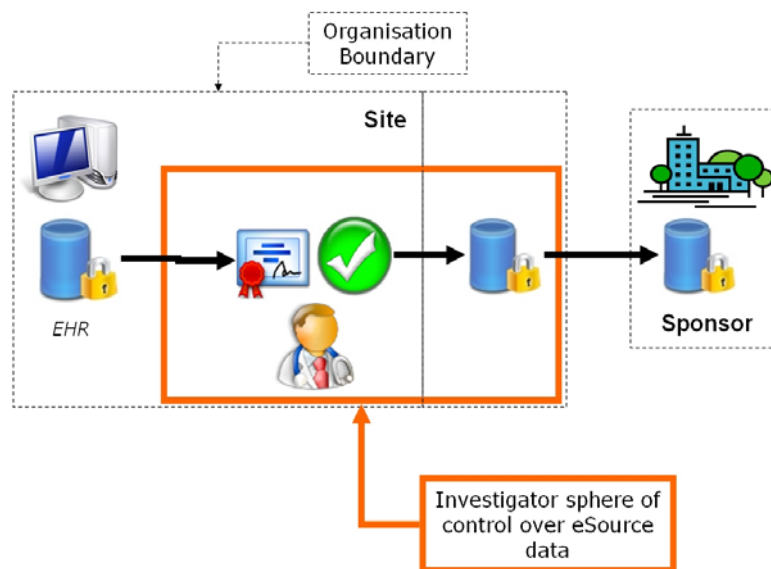 Organisation
Boundary
Site
EHR
Sponsor
Investigator sphere of
control over eSource
data